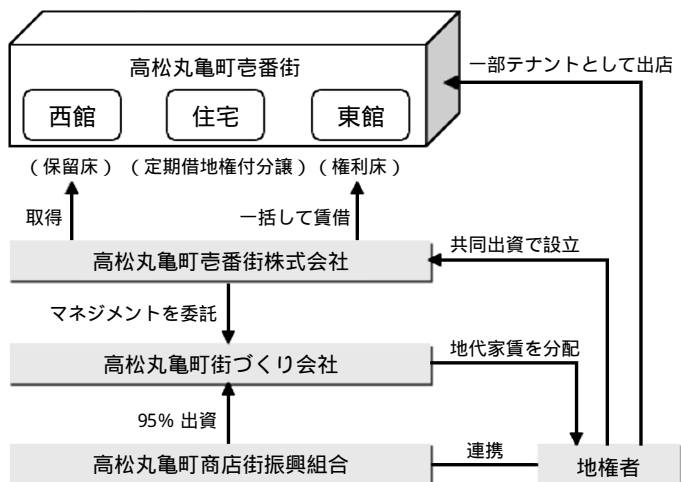 高松丸亀町壱番街
一部テナントとして出店
西館
住宅
東館
（保留床）
（定期借地権付分譲）
（権利床）
取得
一括して賃借
共同出資で設立
高松丸亀町壱番街株式会社
マネジメントを委託
高松丸亀町街づくり会社
地代家賃を分配
95% 出資
高松丸亀町商店街振興組合
連携
地権者